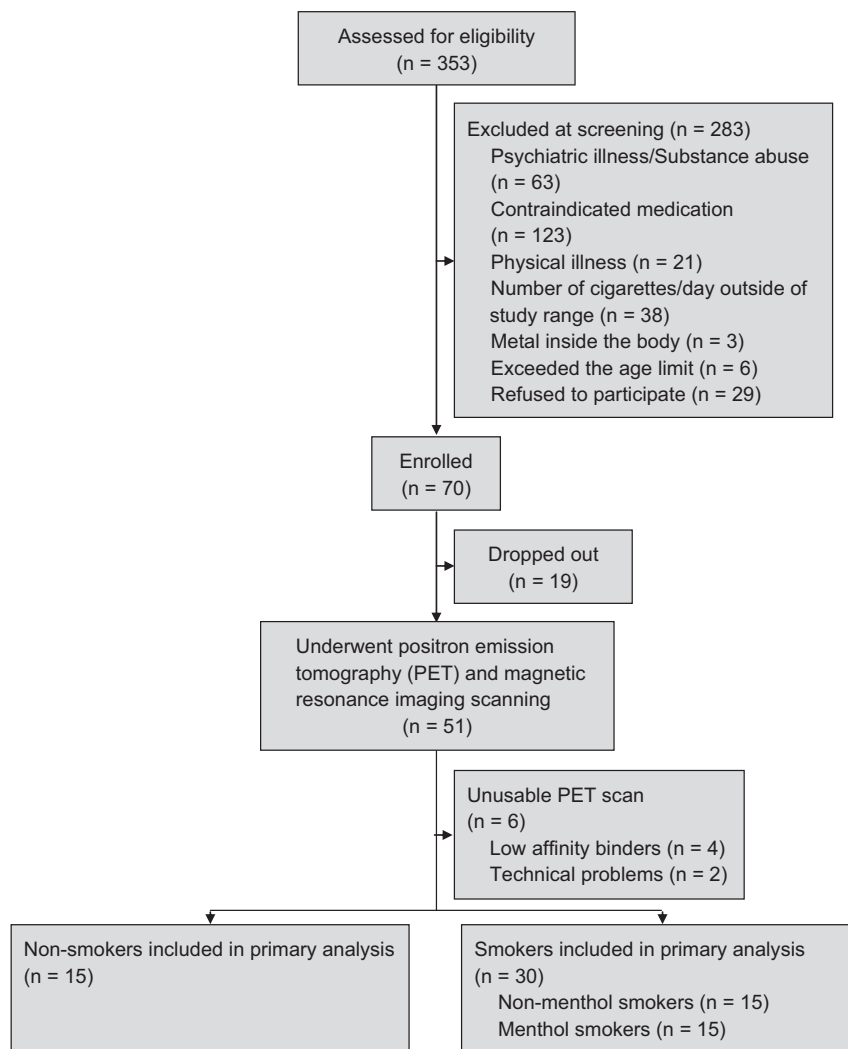 Assessed for eligibility
(n = 353)
Excluded at screening (n = 283)
Psychiatric illness/Substance abuse
(n = 63)
Contraindicated medication
(n = 123)
Physical illness (n = 21)
Number of cigarettes/day outside of
study range (n = 38)
Metal inside the body (n = 3)
Exceeded the age limit (n = 6)
Refused to participate (n = 29)
Enrolled
(n = 70)
Dropped out
(n = 19)
Underwent positron emission
tomography (PET) and magnetic
resonance imaging scanning
(n = 51)
Unusable PET scan
(n = 6)
Low affinity binders (n = 4)
Technical problems (n = 2)
Non-smokers included in primary analysis
(n = 15)
Smokers included in primary analysis
(n = 30)
Non-menthol smokers (n = 15)
Menthol smokers (n = 15)